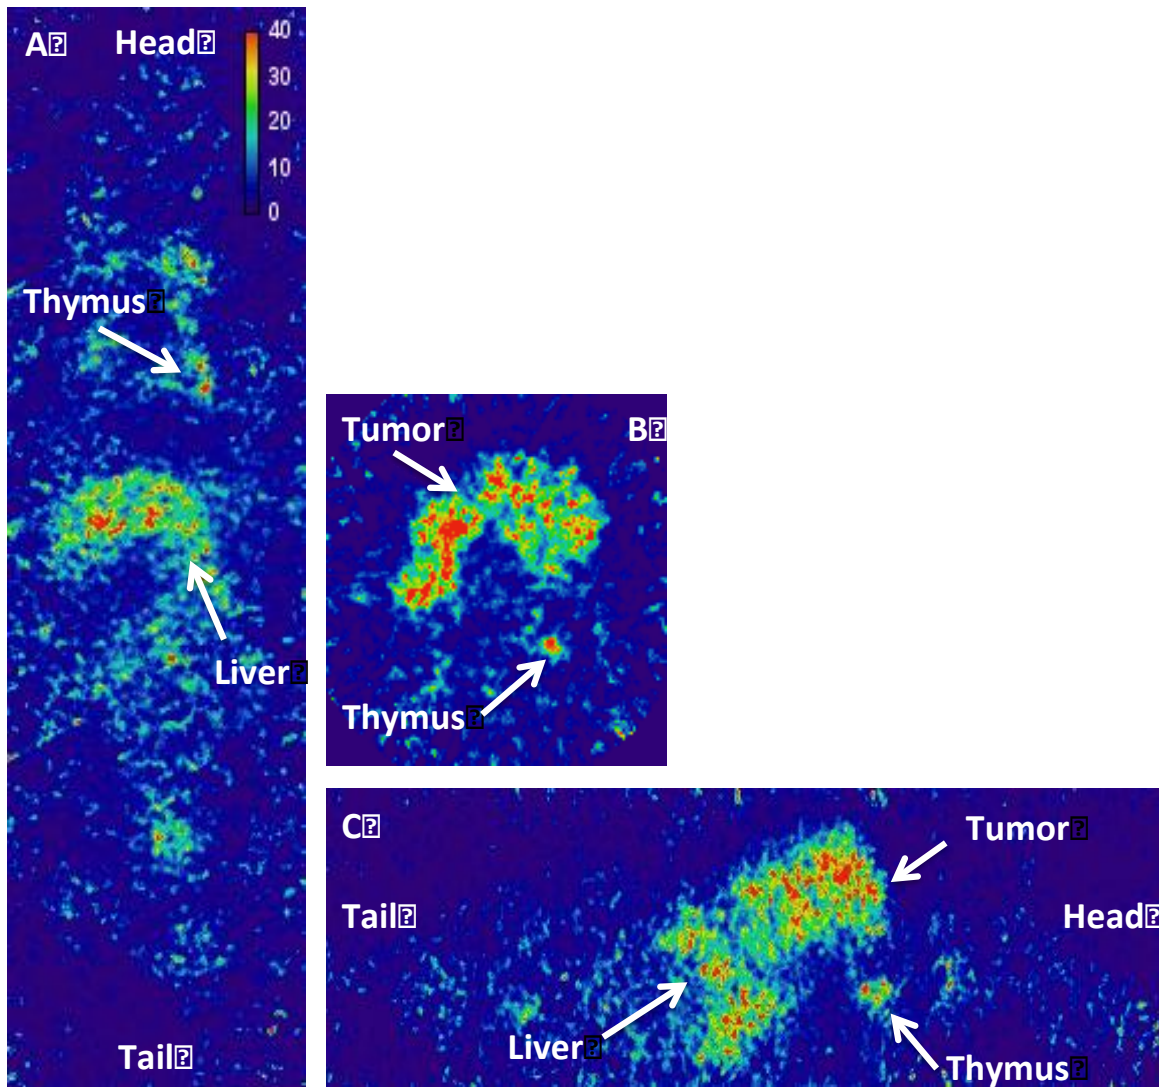 A⍰ Head⍰
40
30
20
10
0
Thymus⍰
Liver⍰
Tail⍰
Tumor⍰ B⍰
Thymus⍰
C⍰
Tumor⍰
Tail⍰ Head⍰
Liver⍰
Thymus⍰